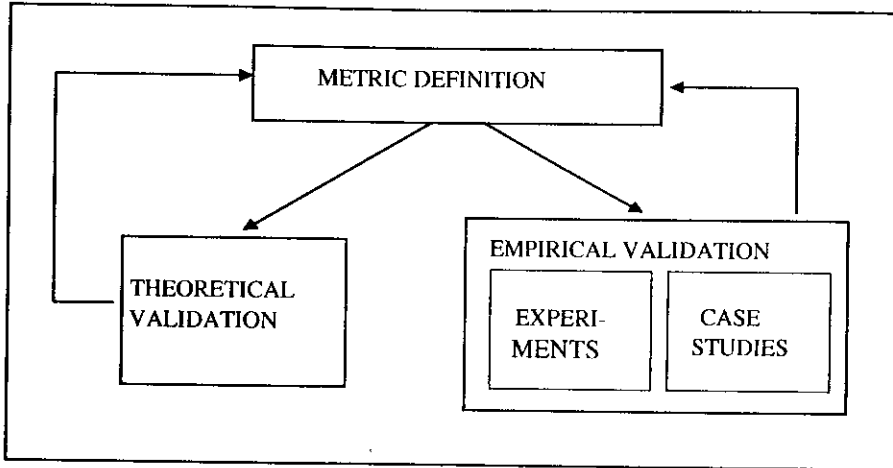 METRIC DEFINITION
THEORETICAL
VALIDATION
EMPIRICAL VALIDATION
EXPERI-
MENTS
CASE
STUDIES